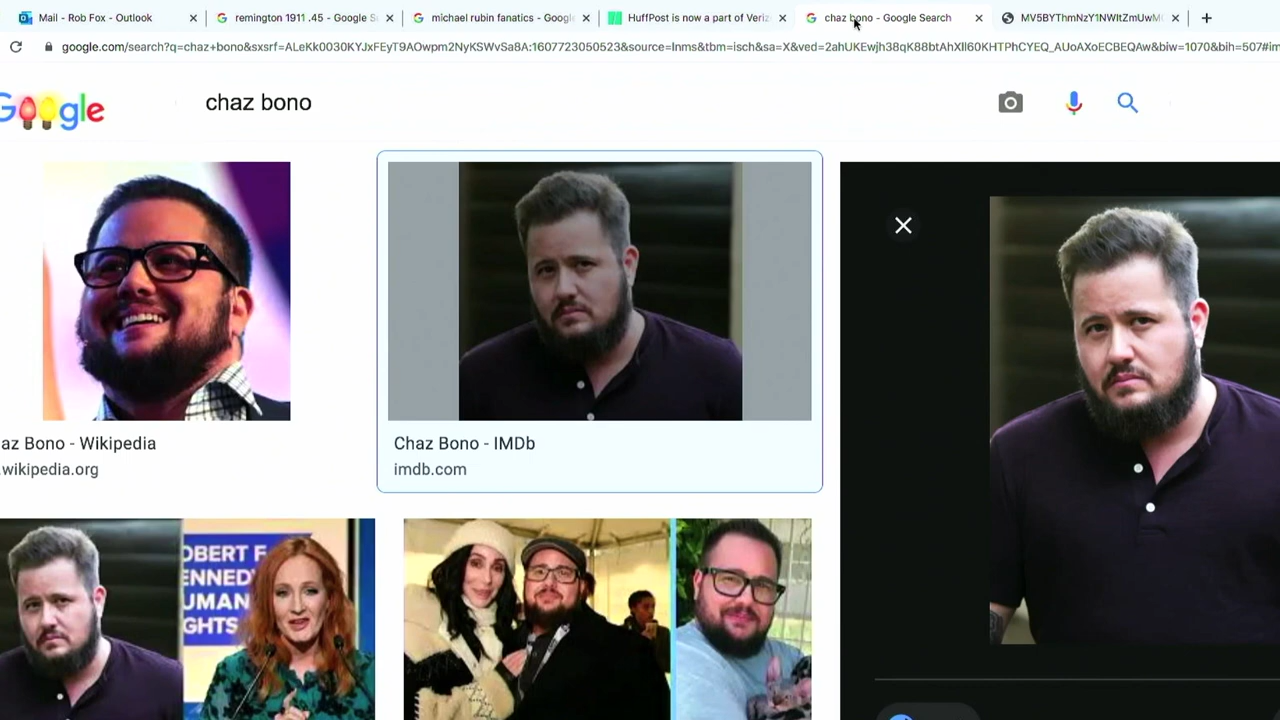 Mail - Rob Fox - Outlook
remington 1911 .45 - Google S
michael rubin fanatics - Google
HuffPost is now a part of Veriz
chaz bono - Google Search
MV5BYThmNzY1NWItZmUwM
google.com/search?q=chaz+bono&sxsrf=ALeKk0030KYJxFEyT9AOwpm2NyKSWvSa8A:1607723050523&source=lnms&tbm=isch&sa=X&ved=2ahUKEwjh38qK88btAhXll60KHTPhCYEQ_AUoAXoECBEQAw&biw=1070&bih=507#im
Google
chaz bono
az Bono - Wikipedia
.wikipedia.org
Chaz Bono - IMDb
imdb.com
OBERT F
ENNEDY
UMAN
GHTS